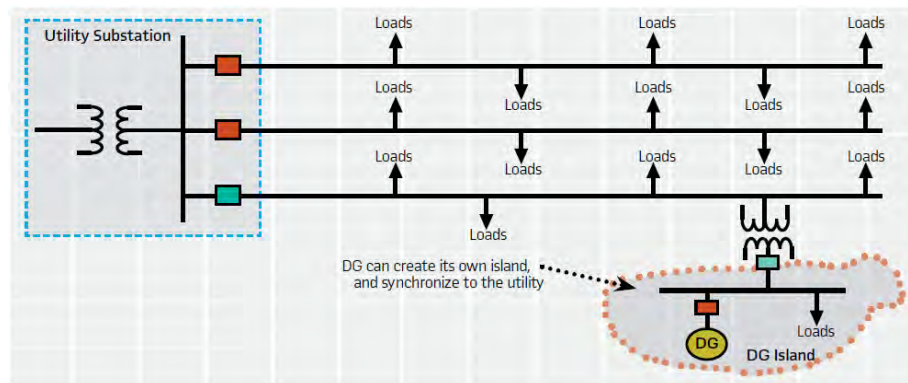 Loads
Loads
Loads
Utility Substation
Loads
Loads
Loads
Loads
Loads
Loads
Loads
Loads
Loads
Loads
Loads
Loads
DG can create its own island,
and synchronize to the utility
Loads
DG
DG Island